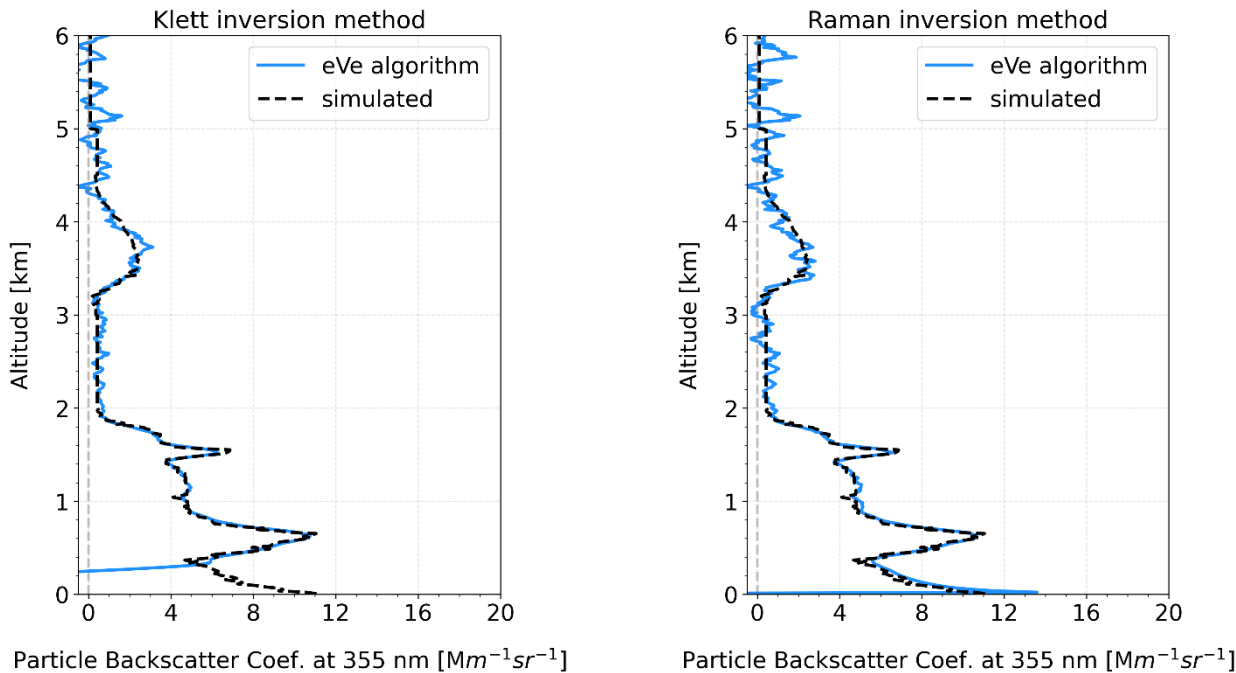 Klett inversion method
eVe algorithm
simulated
6
5
4
3
2
1
0
Altitude [km]
0 4 8 12 16 20
Particle Backscatter Coef. at 355 nm [Mm⁻¹sr⁻¹]
Raman inversion method
eVe algorithm
simulated
6
5
4
3
2
1
0
Altitude [km]
0 4 8 12 16 20
Particle Backscatter Coef. at 355 nm [Mm⁻¹sr⁻¹]